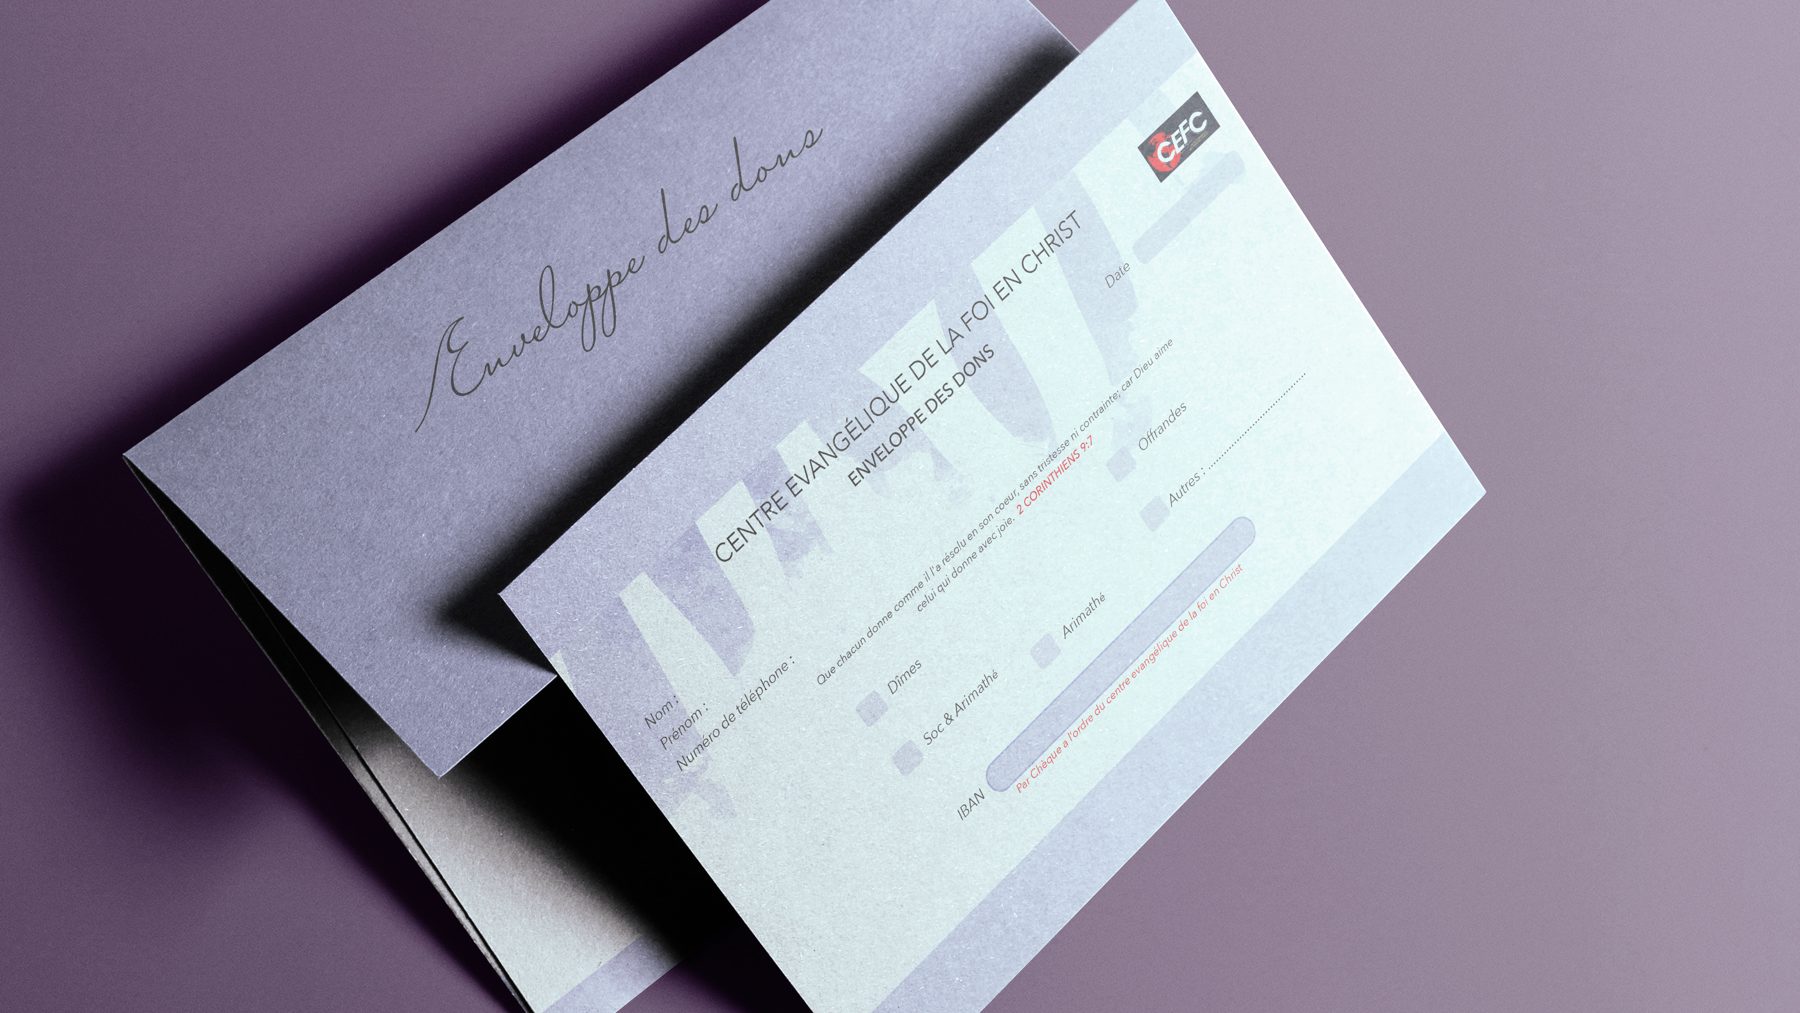 Enveloppe des dons
CEFC
Date
CENTRE EVANGÉLIQUE DE LA FOI EN CHRIST
ENVELOPPE DES DONS
Nom :
Prénom :
Numéro de téléphone :
Que chacun donne comme il l'a résolu en son coeur, sans tristesse ni contrainte; car Dieu aime
celui qui donne avec joie. 2 CORINTHIENS 9:7
Dîmes
Offrandes
Soc & Arimathé
Arimathé
Autres : ................................
IBAN
Par Chèque a l'ordre du centre evangélique de la foi en Christ